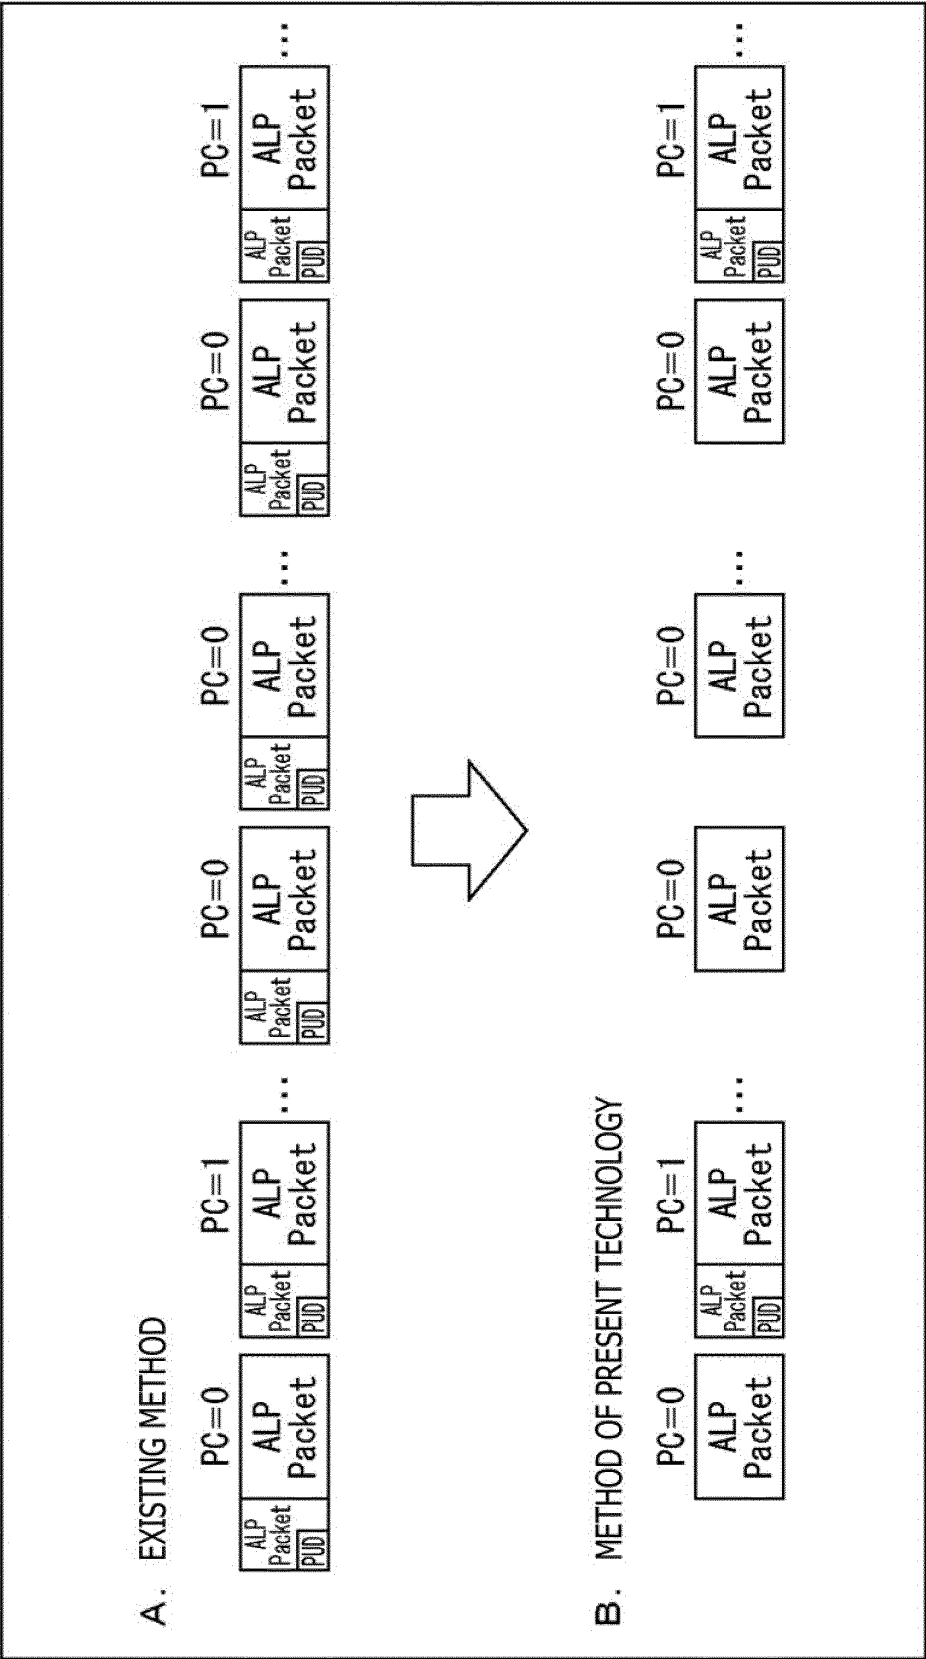 A. EXISTING METHOD
PC=0
ALP
Packet
PUD
ALP
Packet
PC=1
ALP
Packet
PUD
ALP
Packet
...
PC=0
ALP
Packet
PUD
ALP
Packet
PC=0
ALP
Packet
PUD
ALP
Packet
...
PC=0
ALP
Packet
PUD
ALP
Packet
PC=1
ALP
Packet
PUD
ALP
Packet
...
B. METHOD OF PRESENT TECHNOLOGY
PC=0
ALP
Packet
PC=1
ALP
Packet
PUD
ALP
Packet
...
PC=0
ALP
Packet
PC=0
ALP
Packet
...
PC=0
ALP
Packet
PC=1
ALP
Packet
PUD
ALP
Packet
...